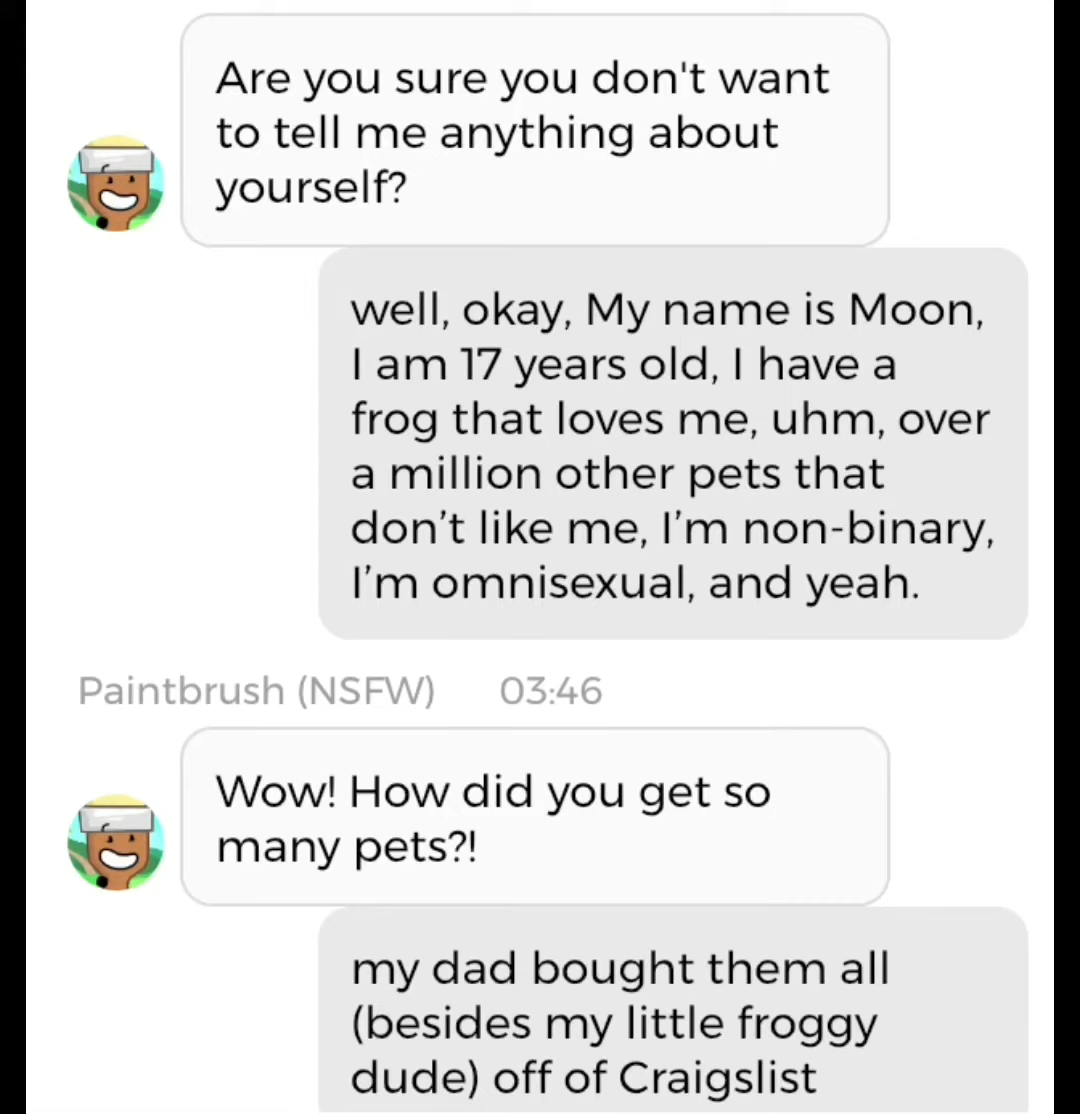 Are you sure you don't want
to tell me anything about
yourself?
well, okay, My name is Moon,
I am 17 years old, I have a
frog that loves me, uhm, over
a million other pets that
don’t like me, I’m non-binary,
I’m omnisexual, and yeah.
Paintbrush (NSFW) 03:46
Wow! How did you get so
many pets?!
my dad bought them all
(besides my little froggy
dude) off of Craigslist